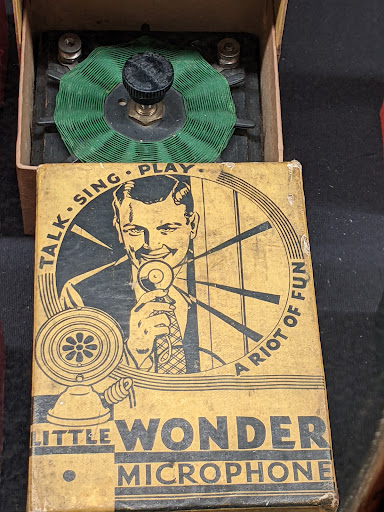 TALK · SING · PLAY ·
A RIOT OF FUN
LITTLE WONDER
MICROPHONE